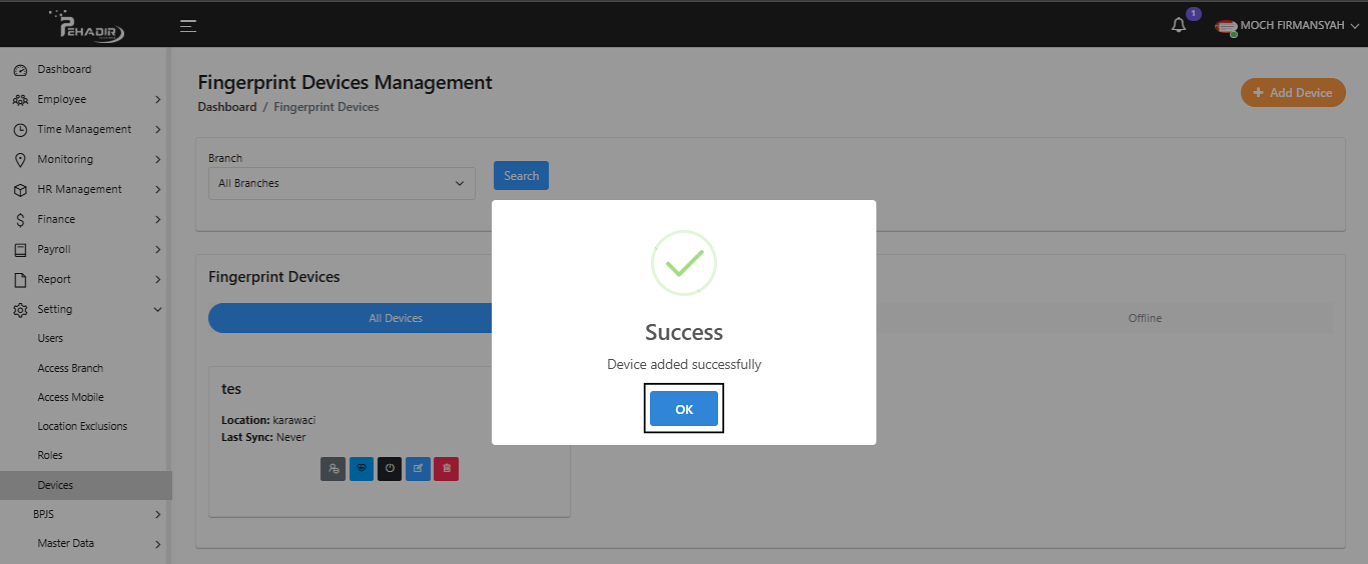 PEHADIR
1
MOCH FIRMANSYAH
Dashboard
Employee
Time Management
Monitoring
HR Management
Finance
Payroll
Report
Setting
Users
Access Branch
Access Mobile
Location Exclusions
Roles
Devices
BPJS
Master Data
Fingerprint Devices Management
Dashboard / Fingerprint Devices
+ Add Device
Branch
All Branches
Search
Fingerprint Devices
All Devices
Offline
tes
Location: karawaci
Last Sync: Never
Success
Device added successfully
OK